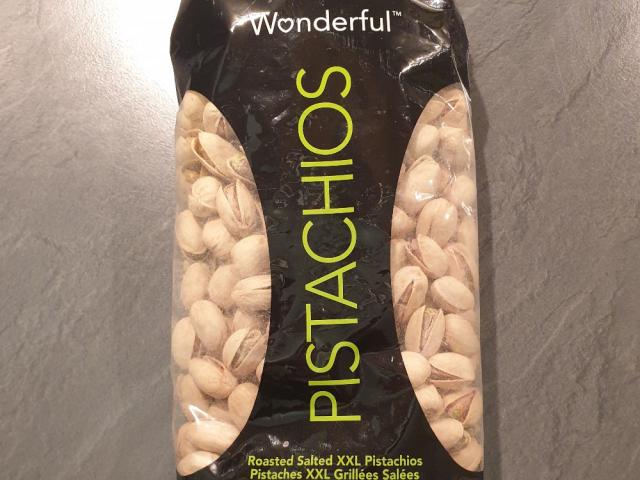 Wonderful™
PISTACHIOS
Roasted Salted XXL Pistachios
Pistaches XXL Grillées Salées